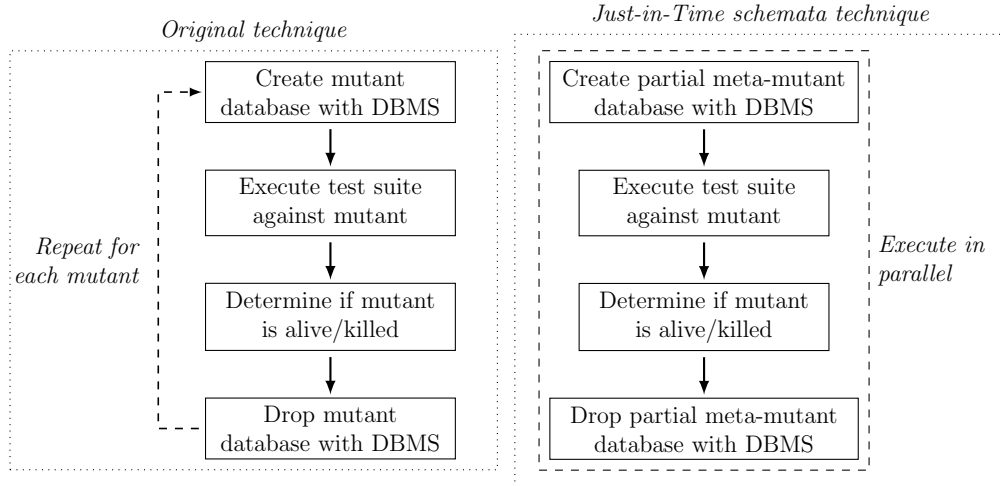 Original technique
Create mutant
database with DBMS
Execute test suite
against mutant
Repeat for
each mutant
Determine if mutant
is alive/killed
Drop mutant
database with DBMS
Just-in-Time schemata technique
Create partial meta-mutant
database with DBMS
Execute test suite
against mutant
Execute in
parallel
Determine if mutant
is alive/killed
Drop partial meta-mutant
database with DBMS